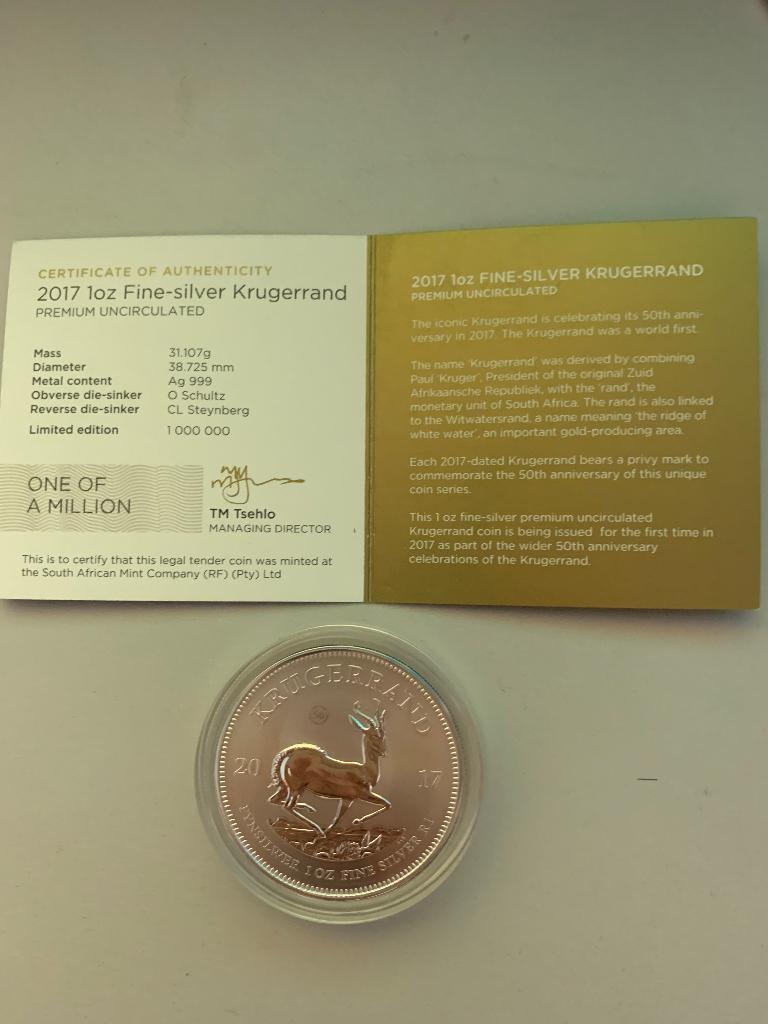 CERTIFICATE OF AUTHENTICITY
2017 1oz Fine-silver Krugerrand
PREMIUM UNCIRCULATED
Mass 31.107g
Diameter 38.725 mm
Metal content Ag 999
Obverse die-sinker O Schultz
Reverse die-sinker CL Steynberg
Limited edition 1 000 000
ONE OF
A MILLION
TM Tsehlo
MANAGING DIRECTOR
This is to certify that this legal tender coin was minted at
the South African Mint Company (RF) (Pty) Ltd
2017 1oz FINE-SILVER KRUGERRAND
PREMIUM UNCIRCULATED
The iconic Krugerrand is celebrating its 50th anni-
versary in 2017. The Krugerrand was a world first.
The name 'Krugerrand' was derived by combining
Paul 'Kruger', President of the original Zuid
Afrikaansche Republiek, with the 'rand', the
monetary unit of South Africa. The rand is also linked
to the Witwatersrand, a name meaning 'the ridge of
white water', an important gold-producing area.
Each 2017-dated Krugerrand bears a privy mark to
commemorate the 50th anniversary of this unique
coin series.
This 1 oz fine-silver premium uncirculated
Krugerrand coin is being issued for the first time in
2017 as part of the wider 50th anniversary
celebrations of the Krugerrand.
KRUGERRAND
50
20 17
FYNSILWER 1 OZ FINE SILVER R1